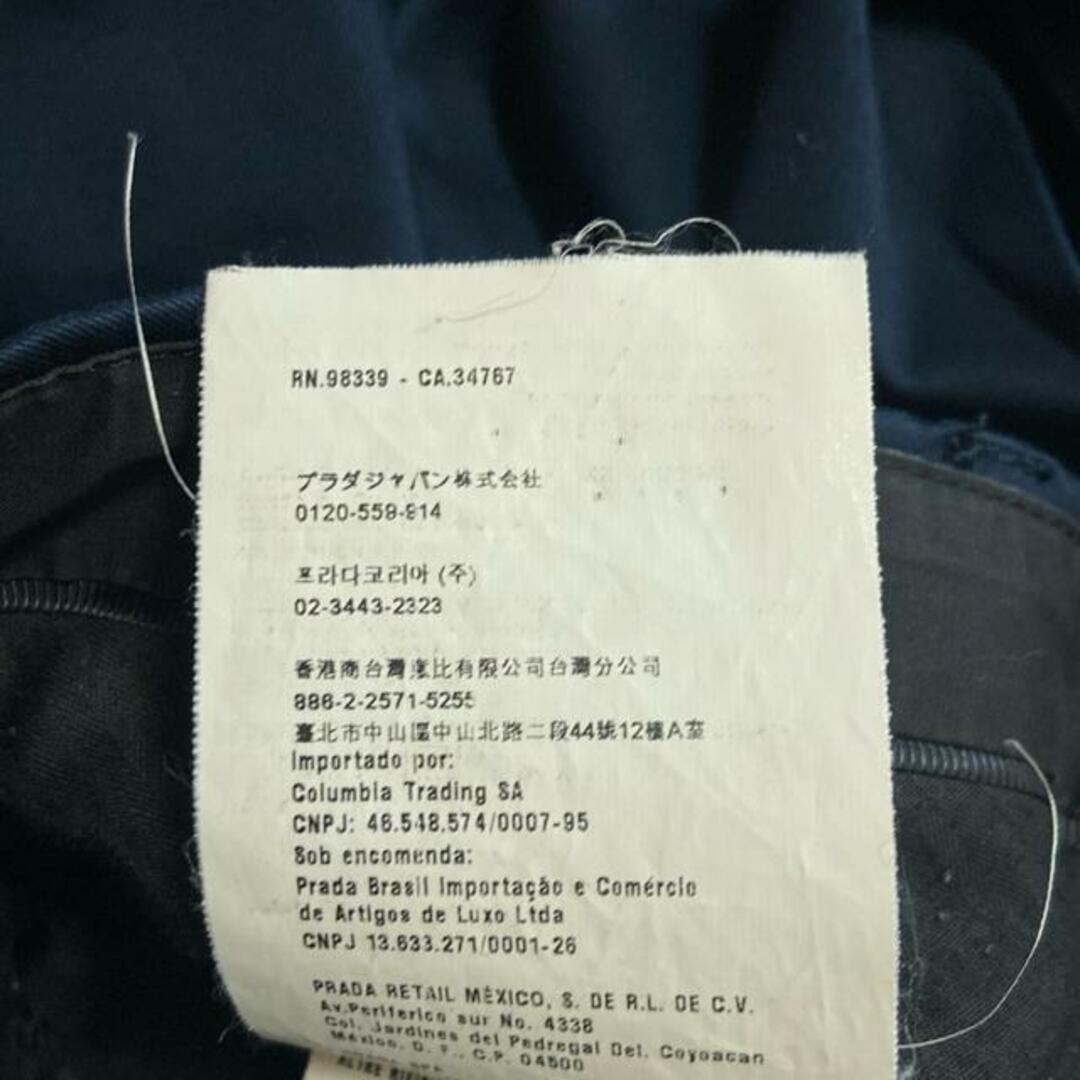 RN.98339 - CA.34767
プラダジャパン株式会社
0120-559-914
프라다코리아 (주)
02-3443-2323
香港商台灣惠比有限公司台灣分公司
886-2-2571-5255
臺北市中山區中山北路二段44號12樓A室
Importado por:
Columbia Trading SA
CNPJ: 46.548.574/0007-95
Sob encomenda:
Prada Brasil Importação e Comércio
de Artigos de Luxo Ltda
CNPJ 13.633.271/0001-26
PRADA RETAIL MÉXICO, S. DE R.L. DE C.V.
Av.Periferico sur No. 4338
Col. Jardines del Pedregal Del. Coyoacan
México, D. F., C.P. 04500